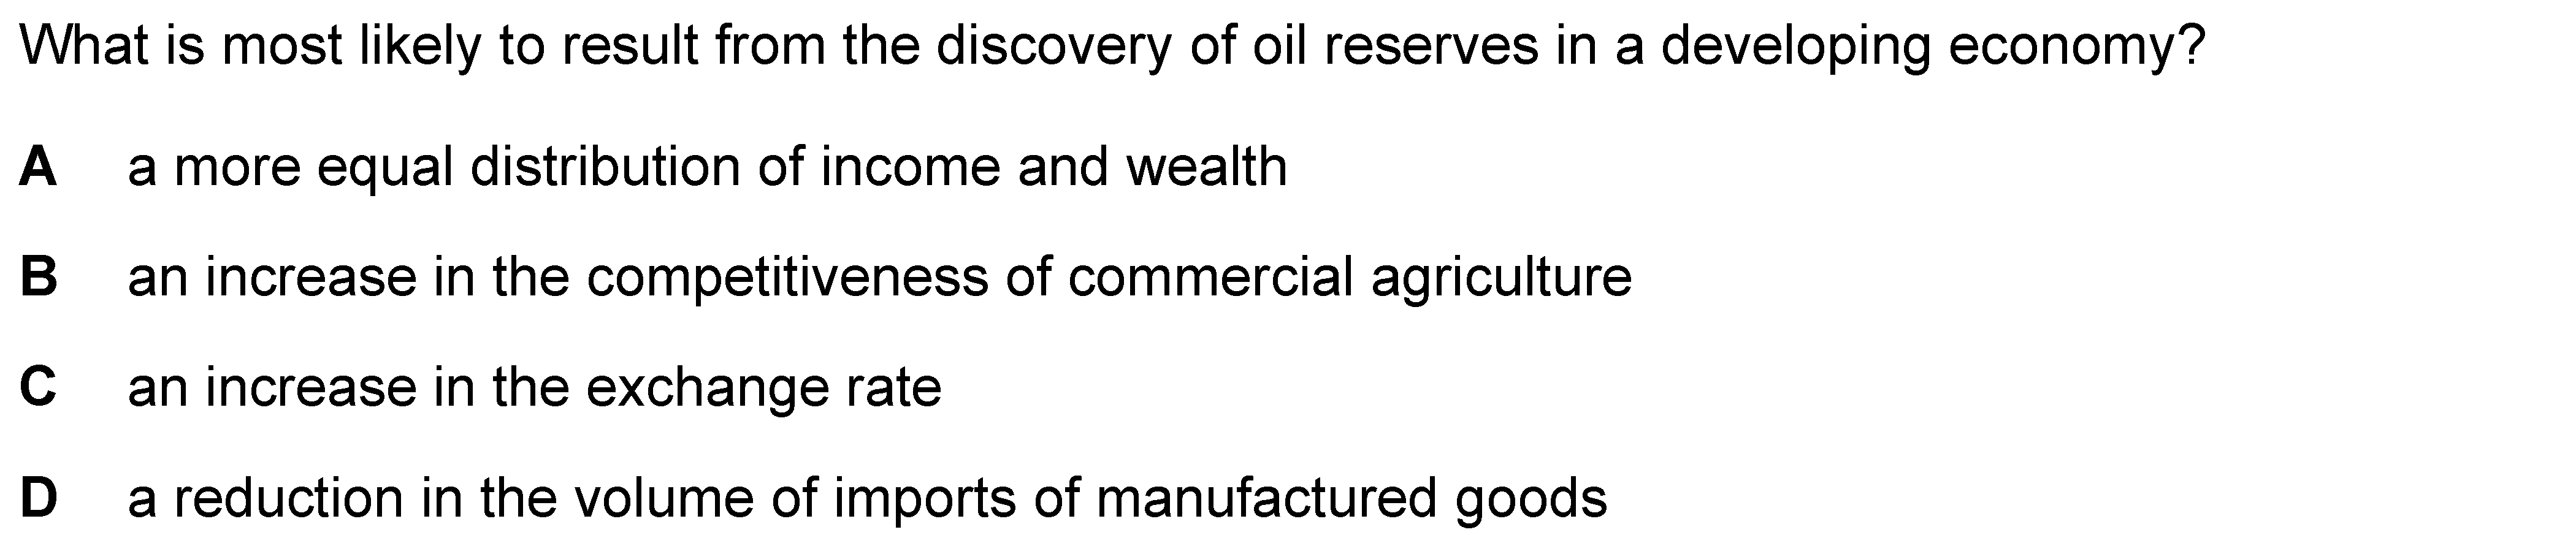 What is most likely to result from the discovery of oil reserves in a developing economy?
A a more equal distribution of income and wealth
B an increase in the competitiveness of commercial agriculture
C an increase in the exchange rate
D a reduction in the volume of imports of manufactured goods